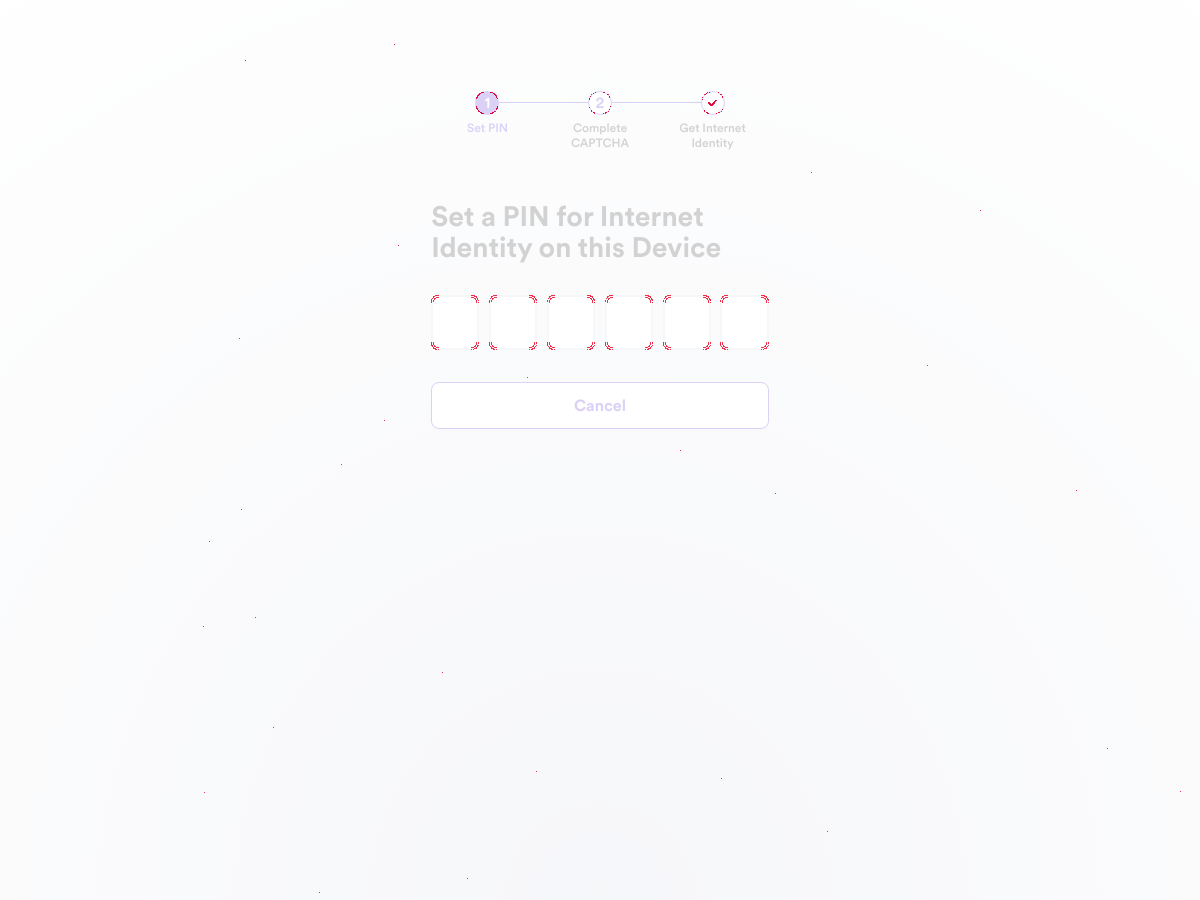 1
2
Set PIN
Complete
CAPTCHA
Get Internet
Identity
Set a PIN for Internet
Identity on this Device
Cancel